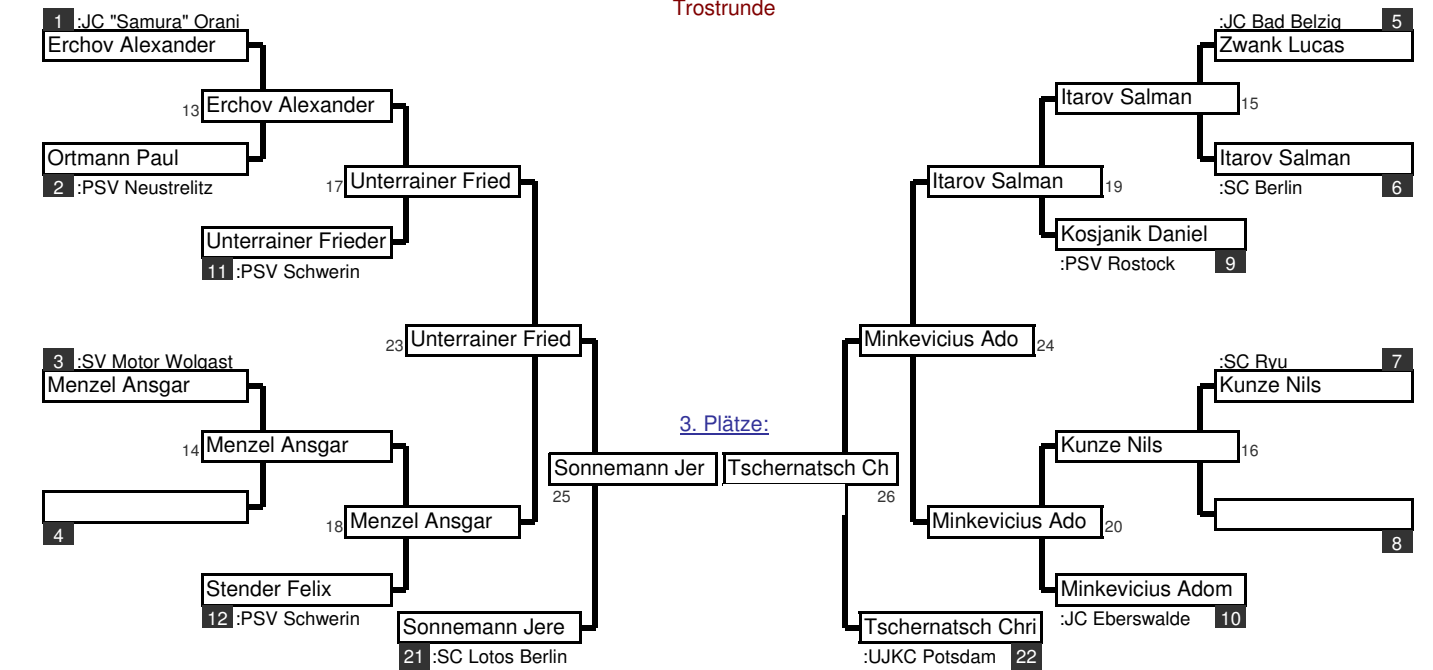 Trostrunde
1 :JC "Samura" Orani
Erchov Alexander
13 Erchov Alexander
Ortmann Paul
2 :PSV Neustrelitz
17 Unterrainer Fried
Unterrainer Frieder
11 :PSV Schwerin
23 Unterrainer Fried
3 :SV Motor Wolgast
Menzel Ansgar
14 Menzel Ansgar
4
18 Menzel Ansgar
Stender Felix
12 :PSV Schwerin
Sonnemann Jer
25
Sonnemann Jere
21 :SC Lotos Berlin
3. Plätze:
:JC Bad Belzig 5
Zwank Lucas
Itarov Salman 15
Itarov Salman
:SC Berlin 6
Itarov Salman 19
Kosjanik Daniel
:PSV Rostock 9
Minkevicius Ado 24
:SC Ryu 7
Kunze Nils
Kunze Nils 16
8
Minkevicius Ado 20
Minkevicius Adom
:JC Eberswalde 10
Tschernatsch Ch
26
Tschernatsch Chri
:UJKC Potsdam 22